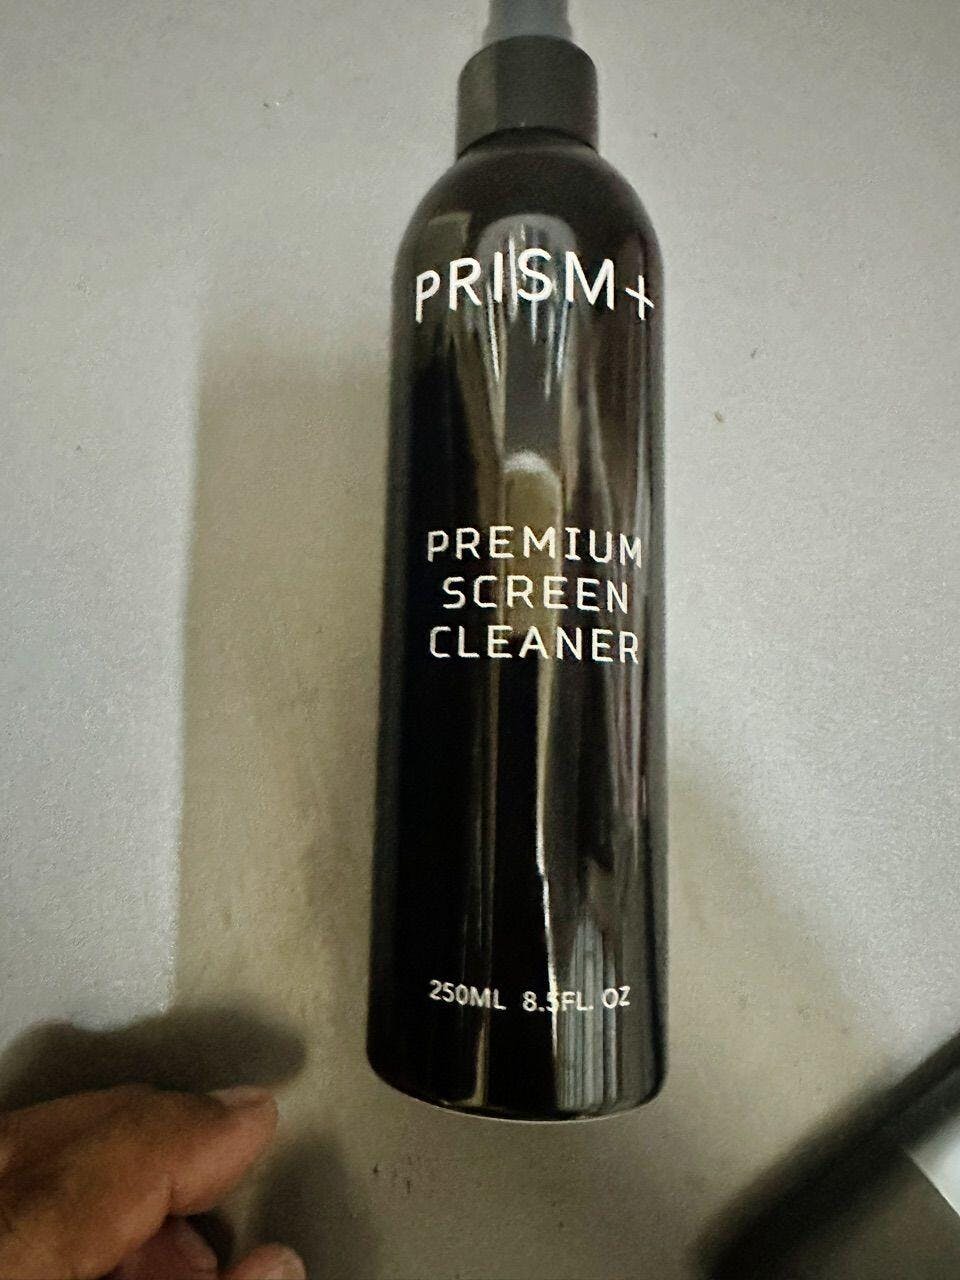 PRISM+
PREMIUM
SCREEN
CLEANER
250ML 8.5FL. OZ